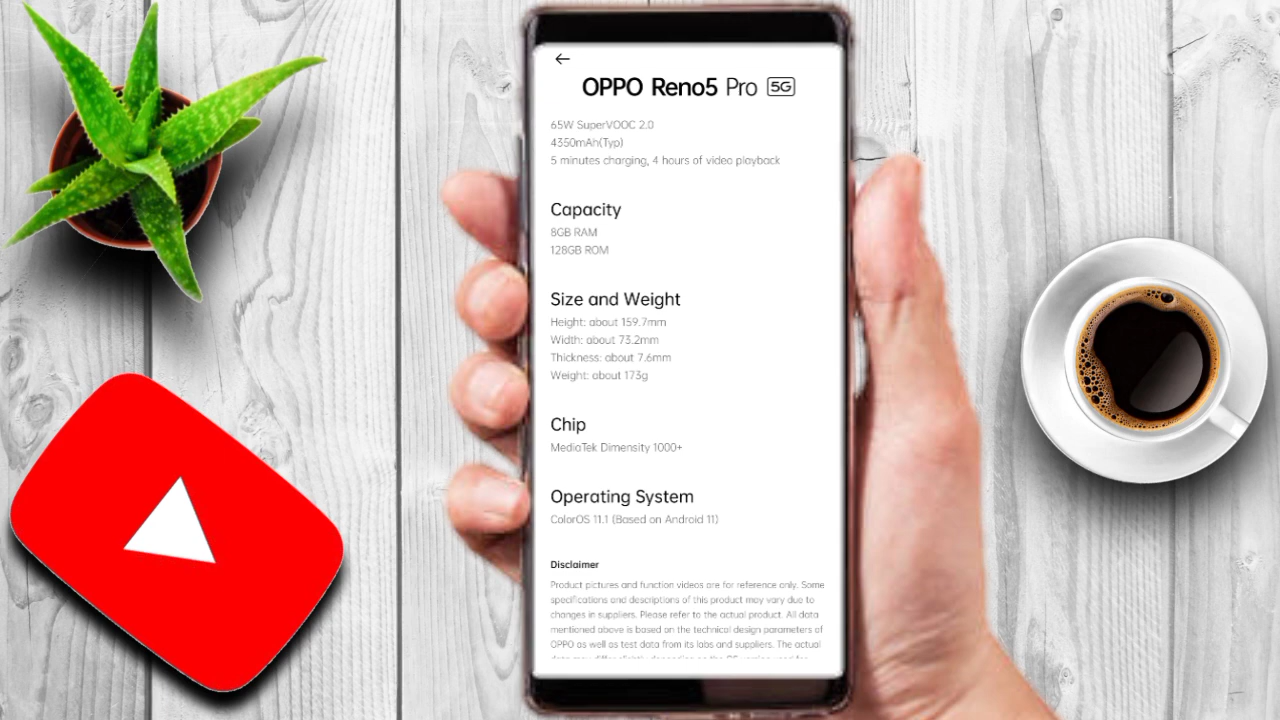 OPPO Reno5 Pro 5G
65W SuperVOOC 2.0
4350mAh(Typ)
5 minutes charging, 4 hours of video playback
Capacity
8GB RAM
128GB ROM
Size and Weight
Height: about 159.7mm
Width: about 73.2mm
Thickness: about 7.6mm
Weight: about 173g
Chip
MediaTek Dimensity 1000+
Operating System
ColorOS 11.1 (Based on Android 11)
Disclaimer
Product pictures and function videos are for reference only. Some
specifications and descriptions of this product may vary due to
changes in suppliers. Please refer to the actual product. All data
mentioned above is based on the technical design parameters of
OPPO as well as test data from its labs and suppliers. The actual